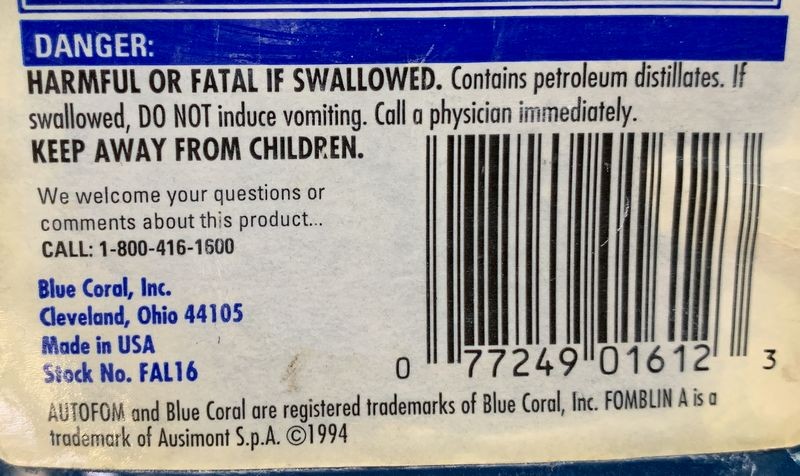 DANGER:
HARMFUL OR FATAL IF SWALLOWED. Contains petroleum distillates. If
swallowed, DO NOT induce vomiting. Call a physician immediately.
KEEP AWAY FROM CHILDREN.
We welcome your questions or
comments about this product...
CALL: 1-800-416-1600
Blue Coral, Inc.
Cleveland, Ohio 44105
Made in USA
Stock No. FAL16
0 77249 01612 3
AUTOFOM and Blue Coral are registered trademarks of Blue Coral, Inc. FOMBLIN A is a
trademark of Ausimont S.p.A. ©1994